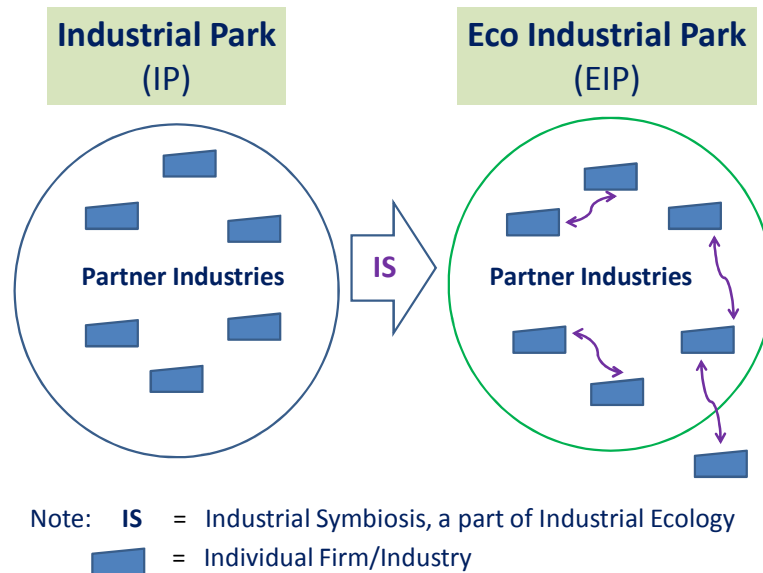 Industrial Park
(IP)
Eco Industrial Park
(EIP)
Partner Industries
IS
Partner Industries
Note: IS = Industrial Symbiosis, a part of Industrial Ecology
= Individual Firm/Industry